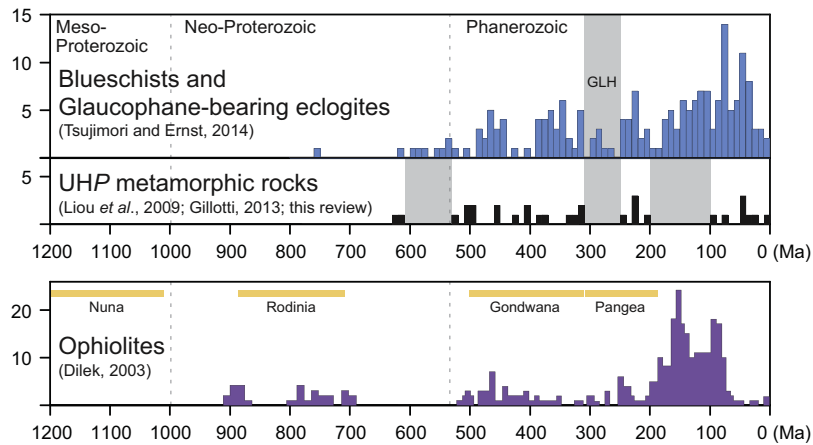 15
10
5
Meso-
Proterozoic
Neo-Proterozoic
Phanerozoic
Blueschists and
Glaucophane-bearing eclogites
(Tsujimori and Ernst, 2014)
GLH
5
UHP metamorphic rocks
(Liou et al., 2009; Gillotti, 2013; this review)
1200 1100 1000 900 800 700 600 500 400 300 200 100 0 (Ma)
20
10
Nuna
Rodinia
Gondwana
Pangea
Ophiolites
(Dilek, 2003)
1200 1100 1000 900 800 700 600 500 400 300 200 100 0 (Ma)